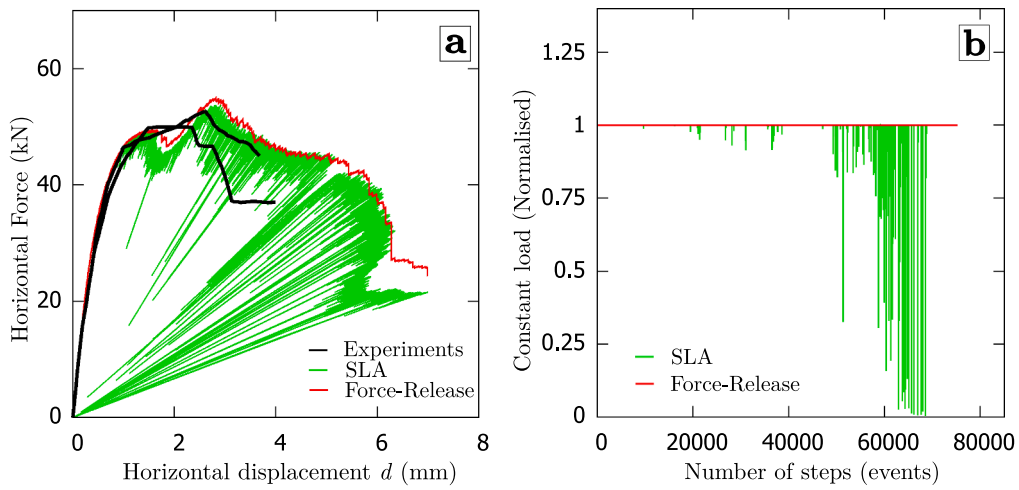 a
Horizontal Force (kN)
60
40
20
0
0
2
4
6
8
Experiments
SLA
Force-Release
Horizontal displacement d (mm)
b
Constant load (Normalised)
1.25
1
0.75
0.5
0.25
0
0
20000
40000
60000
80000
SLA
Force-Release
Number of steps (events)